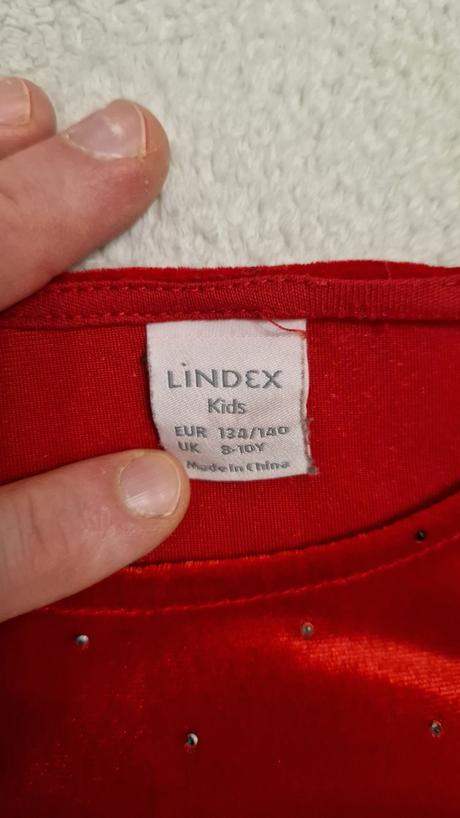 LiNDEX
Kids
EUR 134/140
UK 8-10Y
Made in China